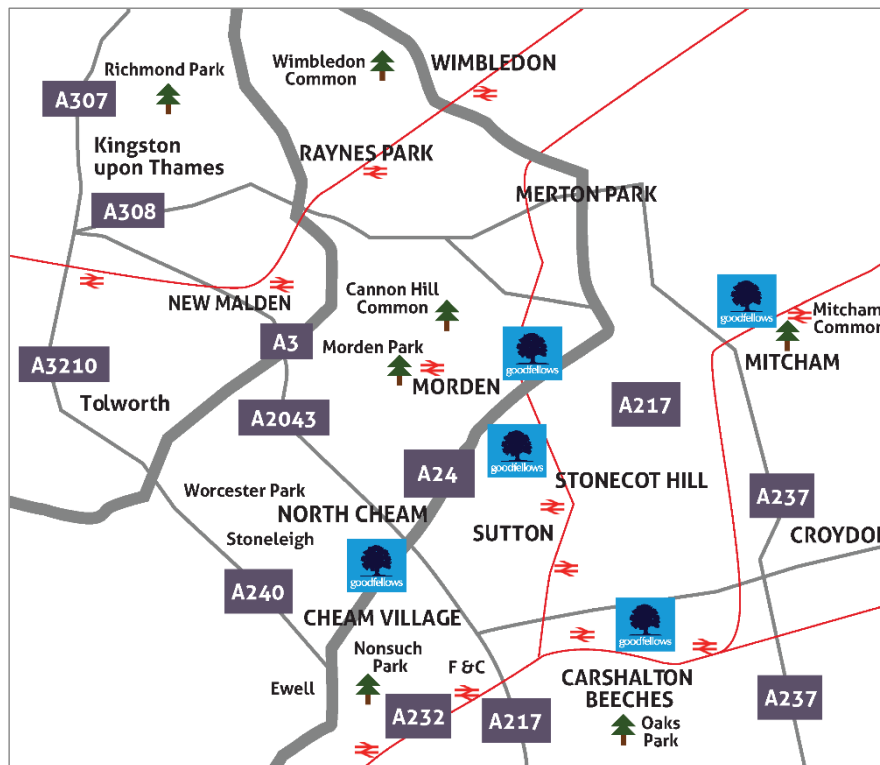 Richmond Park
Wimbledon
Common
WIMBLEDON
A307
Kingston
upon Thames
RAYNES PARK
MERTON PARK
A308
NEW MALDEN
Cannon Hill
Common
goodfellows
Mitcham
Common
MITCHAM
A3
Morden Park
MORDEN
goodfellows
A3210
Tolworth
A2043
A217
A24
goodfellows
STONECOT HILL
Worcester Park
NORTH CHEAM
SUTTON
A237
CROYDON
Stoneleigh
goodfellows
A240
CHEAM VILLAGE
goodfellows
Nonsuch
Park
F & C
Ewell
CARSHALTON
BEECHES
A232
A217
Oaks
Park
A237